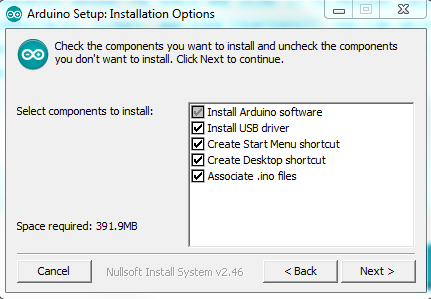 Arduino Setup: Installation Options
Check the components you want to install and uncheck the components
you don't want to install. Click Next to continue.
Select components to install:
Install Arduino software
Install USB driver
Create Start Menu shortcut
Create Desktop shortcut
Associate .ino files
Space required: 391.9MB
Cancel
Nullsoft Install System v2.46
< Back
Next >